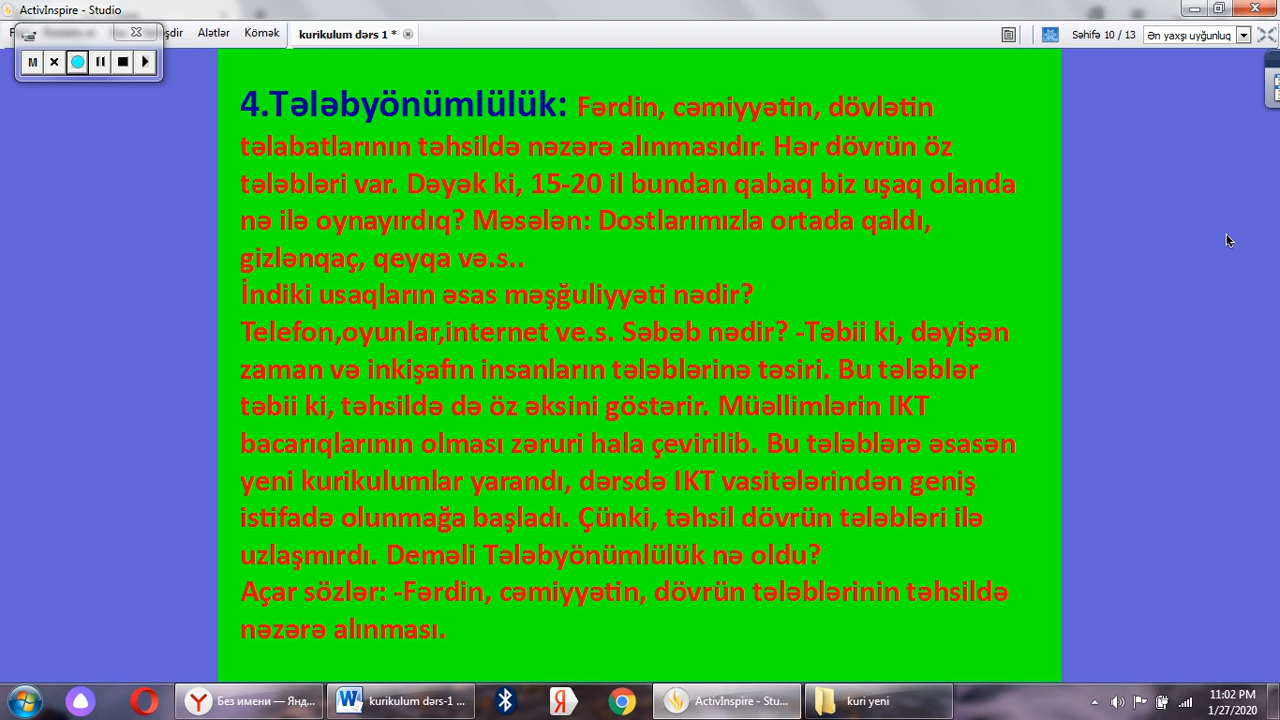 ActivInspire - Studio
Alətlər Kömək kurikulum dərs 1 * Səhifə 10 / 13 Ən yaxşı uyğunluq
M
4.Tələbyönümlülük: Fərdin, cəmiyyətin, dövlətin
təlabatlarının təhsildə nəzərə alınmasıdır. Hər dövrün öz
tələbləri var. Dəyək ki, 15-20 il bundan qabaq biz uşaq olanda
nə ilə oynayırdıq? Məsələn: Dostlarımızla ortada qaldı,
gizlənqaç, qeyqa və.s..
İndiki usaqların əsas məşğuliyyəti nədir?
Telefon,oyunlar,internet ve.s. Səbəb nədir? -Təbii ki, dəyişən
zaman və inkişafın insanların tələblərinə təsiri. Bu tələblər
təbii ki, təhsildə də öz əksini göstərir. Müəllimlərin IKT
bacarıqlarının olması zəruri hala çevirilib. Bu tələblərə əsasən
yeni kurikulumlar yarandı, dərsdə IKT vasitələrindən geniş
istifadə olunmağa başladı. Çünki, təhsil dövrün tələbləri ilə
uzlaşmırdı. Deməli Tələbyönümlülük nə oldu?
Açar sözlər: -Fərdin, cəmiyyətin, dövrün tələblərinin təhsildə
nəzərə alınması.
Без имени — Янд... kurikulum dərs-1 ... ActivInspire - Stu... kuri yeni
11:02 PM
1/27/2020